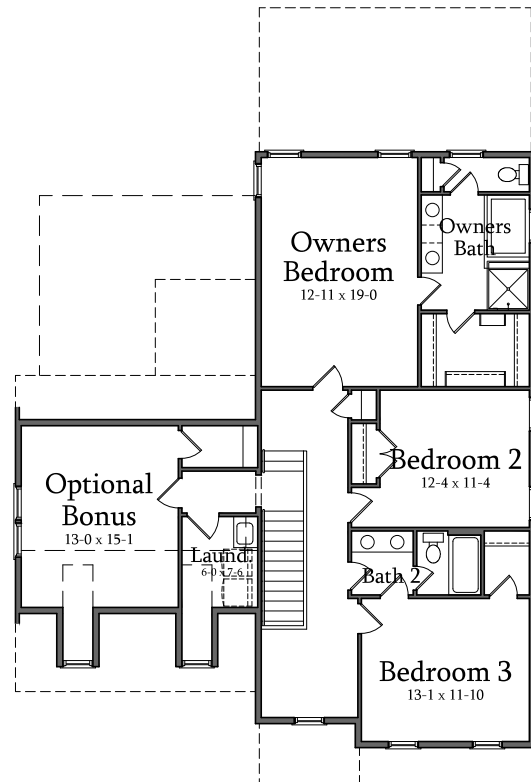 Owners
Bedroom
12-11 x 19-0
Owners
Bath
Bedroom 2
12-4 x 11-4
Optional
Bonus
13-0 x 15-1
Laund.
6-0 x 7-6
Bath 2
Bedroom 3
13-1 x 11-10